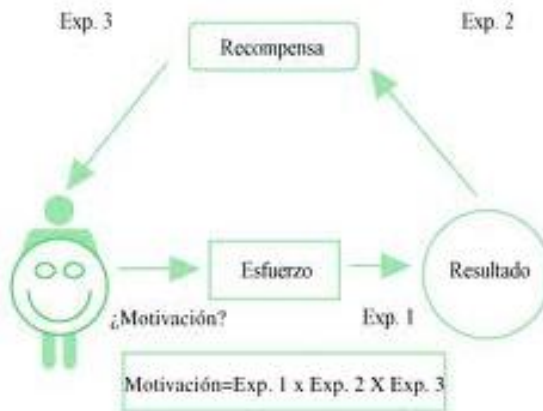 Exp. 3
Exp. 2
Recompensa
Esfuerzo
Resultado
¿Motivación?
Exp. 1
Motivación=Exp. 1 x Exp. 2 X Exp. 3